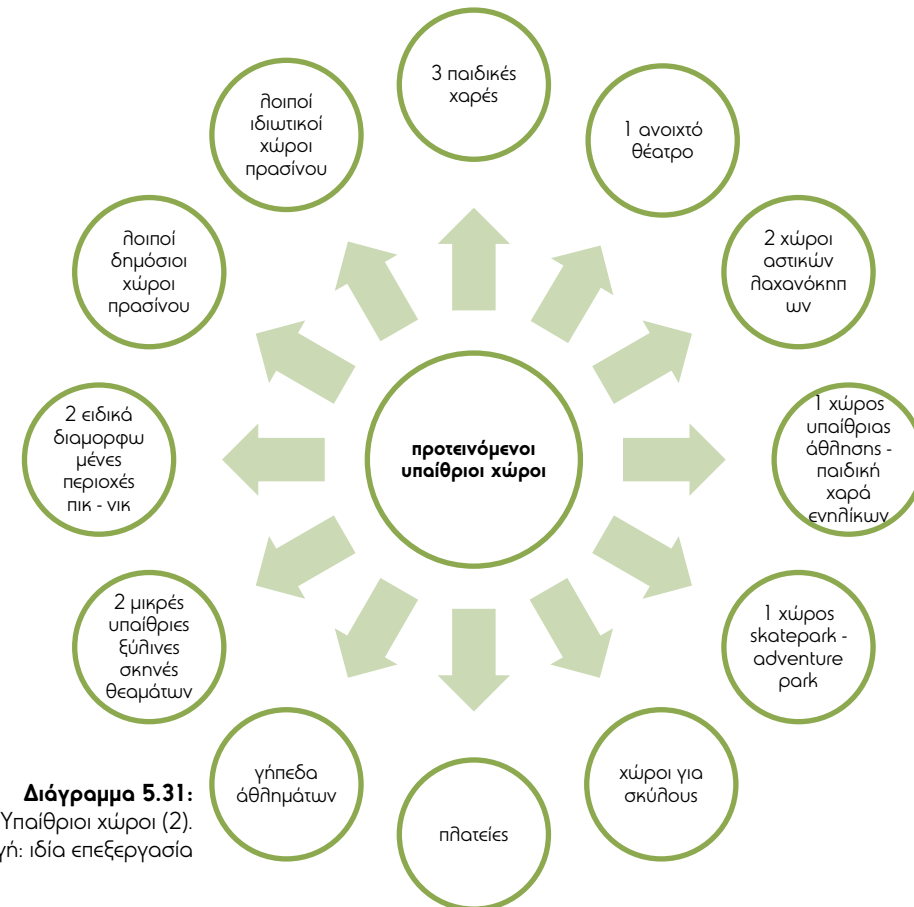 3 παιδικές
χαρές
1 ανοιχτό
θέατρο
2 χώροι
αστικών
λαχανόκηπ
ων
1 χώρος
υπαίθριας
άθλησης -
παιδική
χαρά
ενηλίκων
1 χώρος
skatepark -
adventure
park
χώροι για
σκύλους
πλατείες
γήπεδα
άθλημάτων
2 μικρές
υπαίθριες
ξύλινες
σκηνές
θεαμάτων
2 ειδικά
διαμορφω
μένες
περιοχές
πικ - νικ
λοιποί
δημόσιοι
χώροι
πρασίνου
λοιποί
ιδιωτικοί
χώροι
πρασίνου
προτεινόμενοι
υπαίθριοι χώροι
Διάγραμμα 5.31:
Υπαίθριοι χώροι (2).
γή: ιδία επεξεργασία